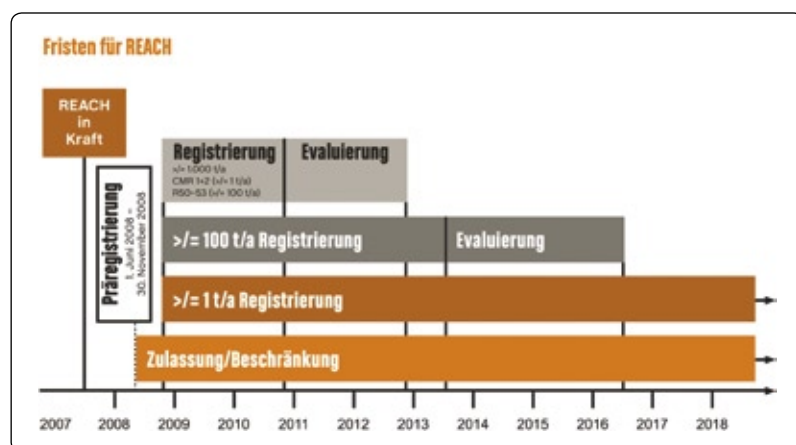 Fristen für REACH
REACH
in
Kraft
Präregistrierung
1. Juni 2008 –
30. November 2008
Registrierung
>/= 1.000 t/a
CMR 1+2 (>/= 1 t/a)
R50-53 (>/= 100 t/a)
Evaluierung
>/= 100 t/a Registrierung
Evaluierung
>/= 1 t/a Registrierung
Zulassung/Beschränkung
2007 2008 2009 2010 2011 2012 2013 2014 2015 2016 2017 2018